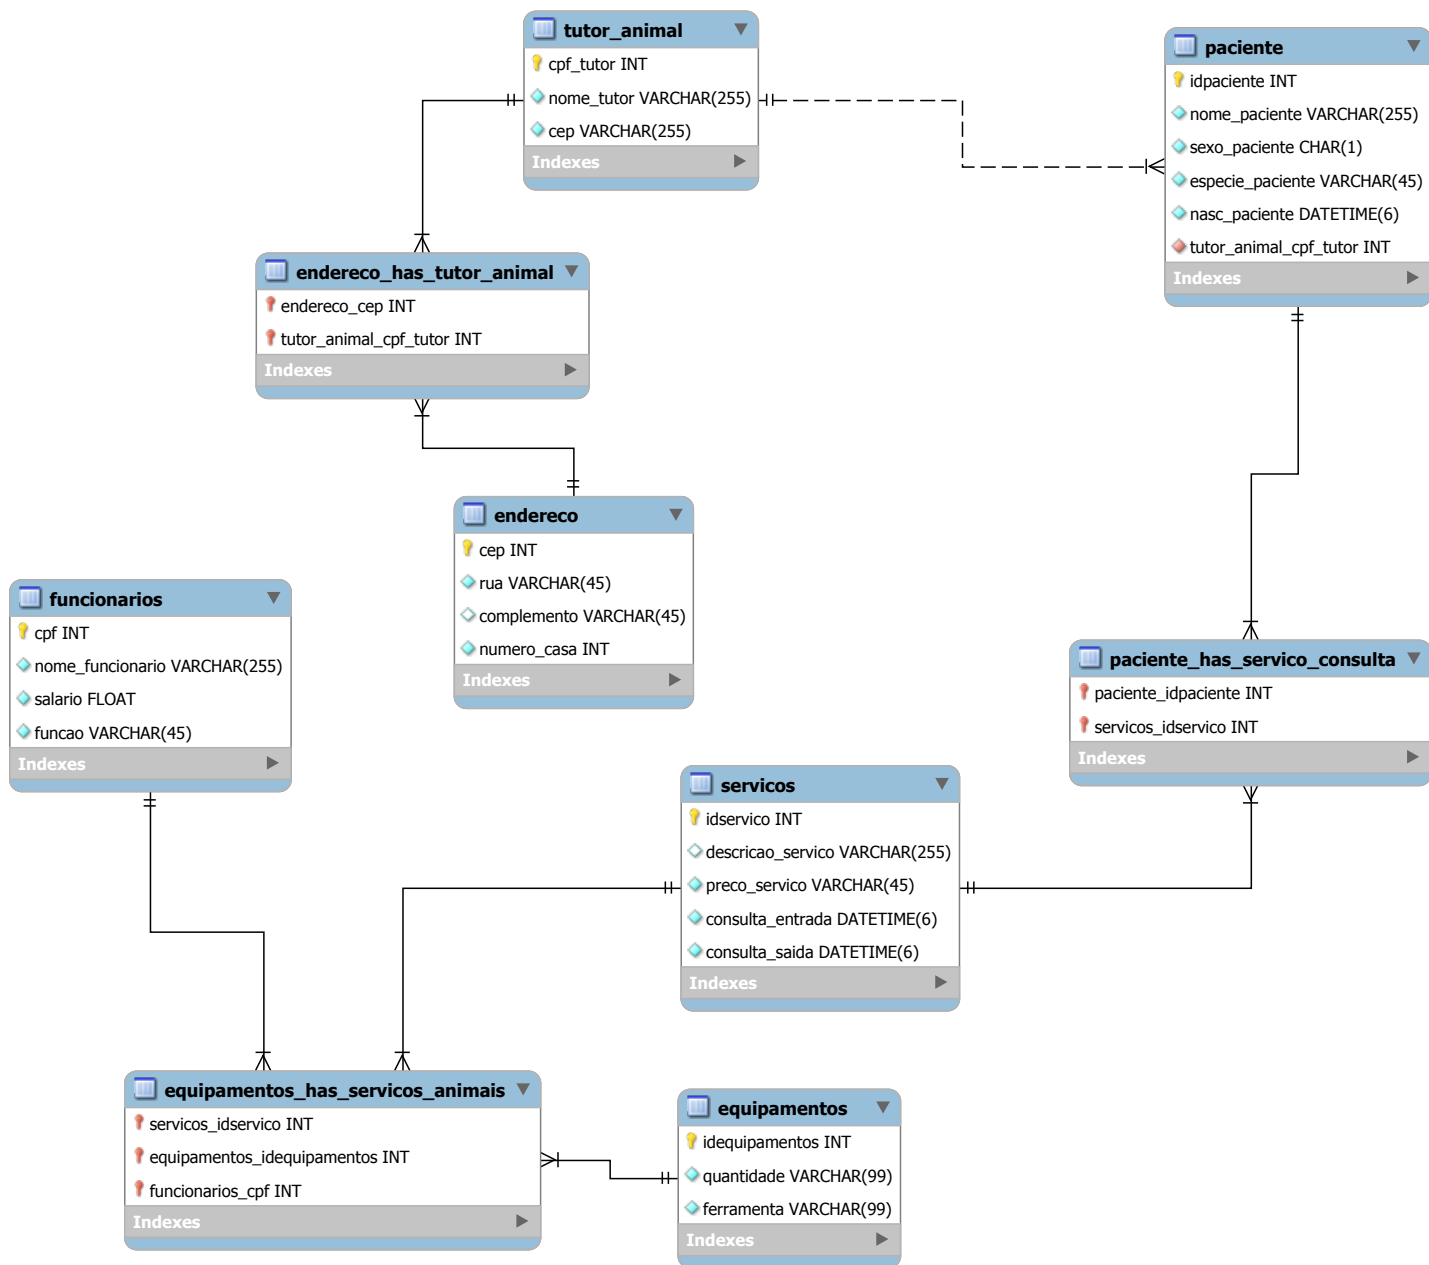 tutor_animal
cpf_tutor INT
nome_tutor VARCHAR(255)
cep VARCHAR(255)
Indexes
paciente
idpaciente INT
nome_paciente VARCHAR(255)
sexo_paciente CHAR(1)
especie_paciente VARCHAR(45)
nasc_paciente DATETIME(6)
tutor_animal_cpf_tutor INT
Indexes
endereco_has_tutor_animal
endereco_cep INT
tutor_animal_cpf_tutor INT
Indexes
endereco
cep INT
rua VARCHAR(45)
complemento VARCHAR(45)
numero_casa INT
Indexes
funcionarios
cpf INT
nome_funcionario VARCHAR(255)
salario FLOAT
funcao VARCHAR(45)
Indexes
paciente_has_servico_consulta
paciente_idpaciente INT
servicos_idservico INT
Indexes
servicos
idservico INT
descricao_servico VARCHAR(255)
preco_servico VARCHAR(45)
consulta_entrada DATETIME(6)
consulta_saida DATETIME(6)
Indexes
equipamentos_has_servicos_animais
servicos_idservico INT
equipamentos_idequipamentos INT
funcionarios_cpf INT
Indexes
equipamentos
idequipamentos INT
quantidade VARCHAR(99)
ferramenta VARCHAR(99)
Indexes